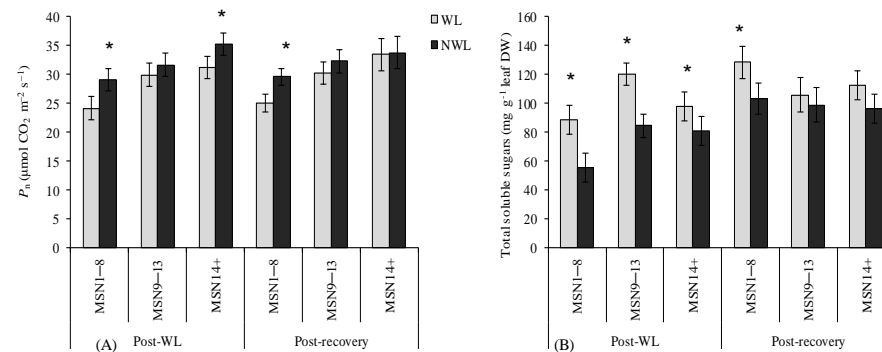 40
35
30
25
20
15
10
5
0
Pn (µmol CO2 m−2 s−1)
* * *
MSN1–8 MSN9–13 MSN14+ MSN1–8 MSN9–13 MSN14+
(A) Post-WL Post-recovery
WL
NWL
160
140
120
100
80
60
40
20
0
Total soluble sugars (mg g−1 leaf DW)
* * * *
MSN1–8 MSN9–13 MSN14+ MSN1–8 MSN9–13 MSN14+
(B) Post-WL Post-recovery